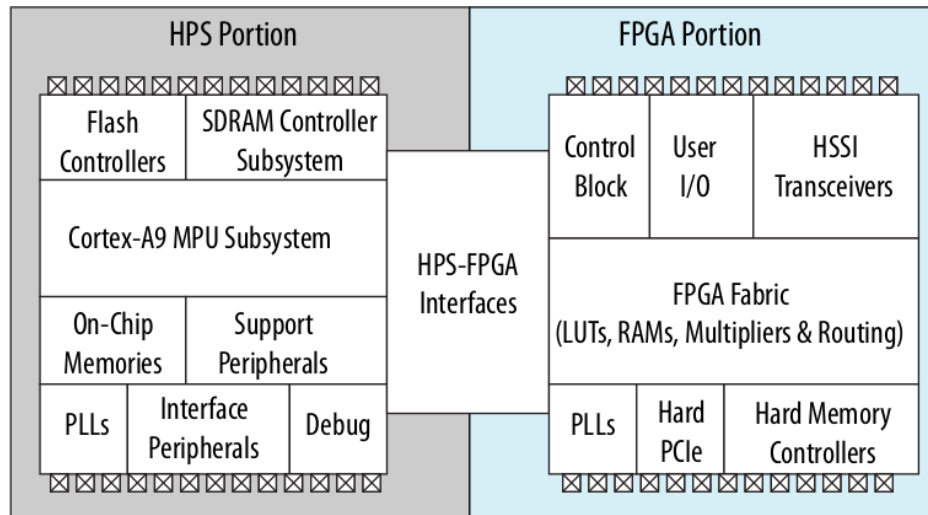 HPS Portion
FPGA Portion
Flash
Controllers
SDRAM Controller
Subsystem
Cortex-A9 MPU Subsystem
On-Chip
Memories
Support
Peripherals
PLLs
Interface
Peripherals
Debug
HPS-FPGA
Interfaces
Control
Block
User
I/O
HSSI
Transceivers
FPGA Fabric
(LUTs, RAMs, Multipliers & Routing)
PLLs
Hard
PCIe
Hard Memory
Controllers